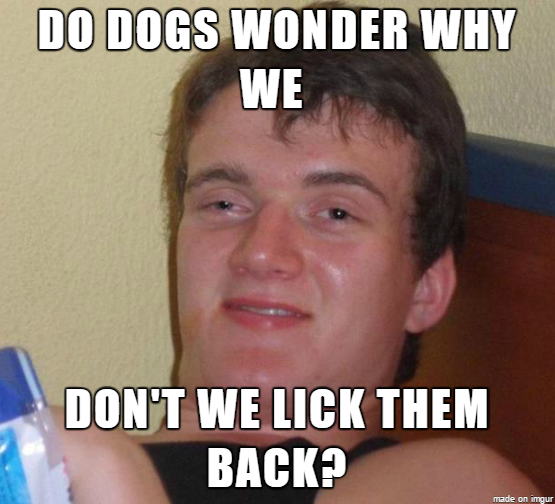 DO DOGS WONDER WHY
WE
DON'T WE LICK THEM
BACK?
made on imgur